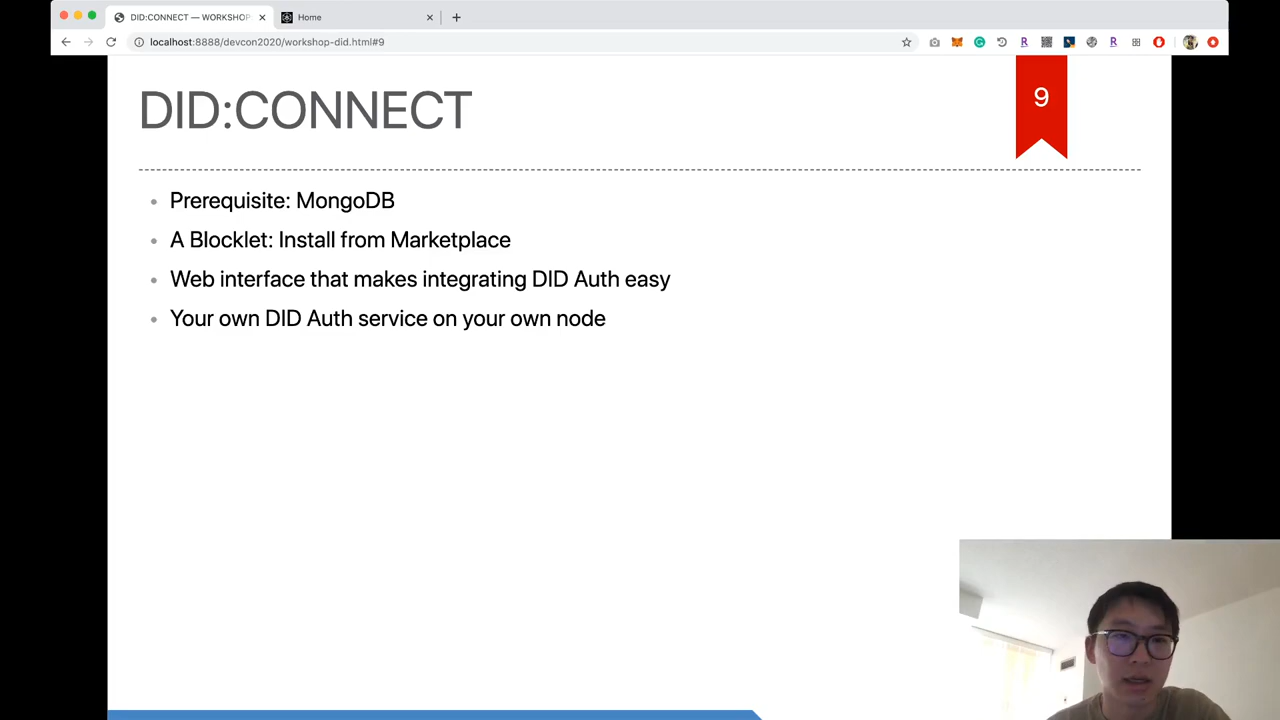 DID:CONNECT — WORKSHOP:
Home
localhost:8888/devcon2020/workshop-did.html#9
DID:CONNECT
9
Prerequisite: MongoDB
A Blocklet: Install from Marketplace
Web interface that makes integrating DID Auth easy
Your own DID Auth service on your own node